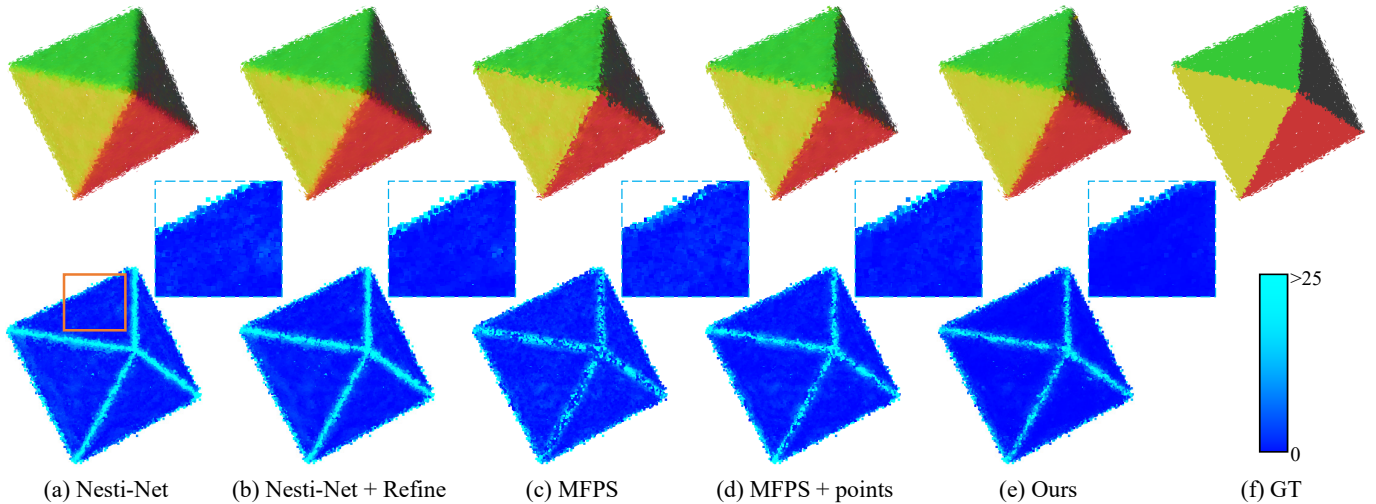 >25
0
(a) Nesti-Net
(b) Nesti-Net + Refine
(c) MFPS
(d) MFPS + points
(e) Ours
(f) GT